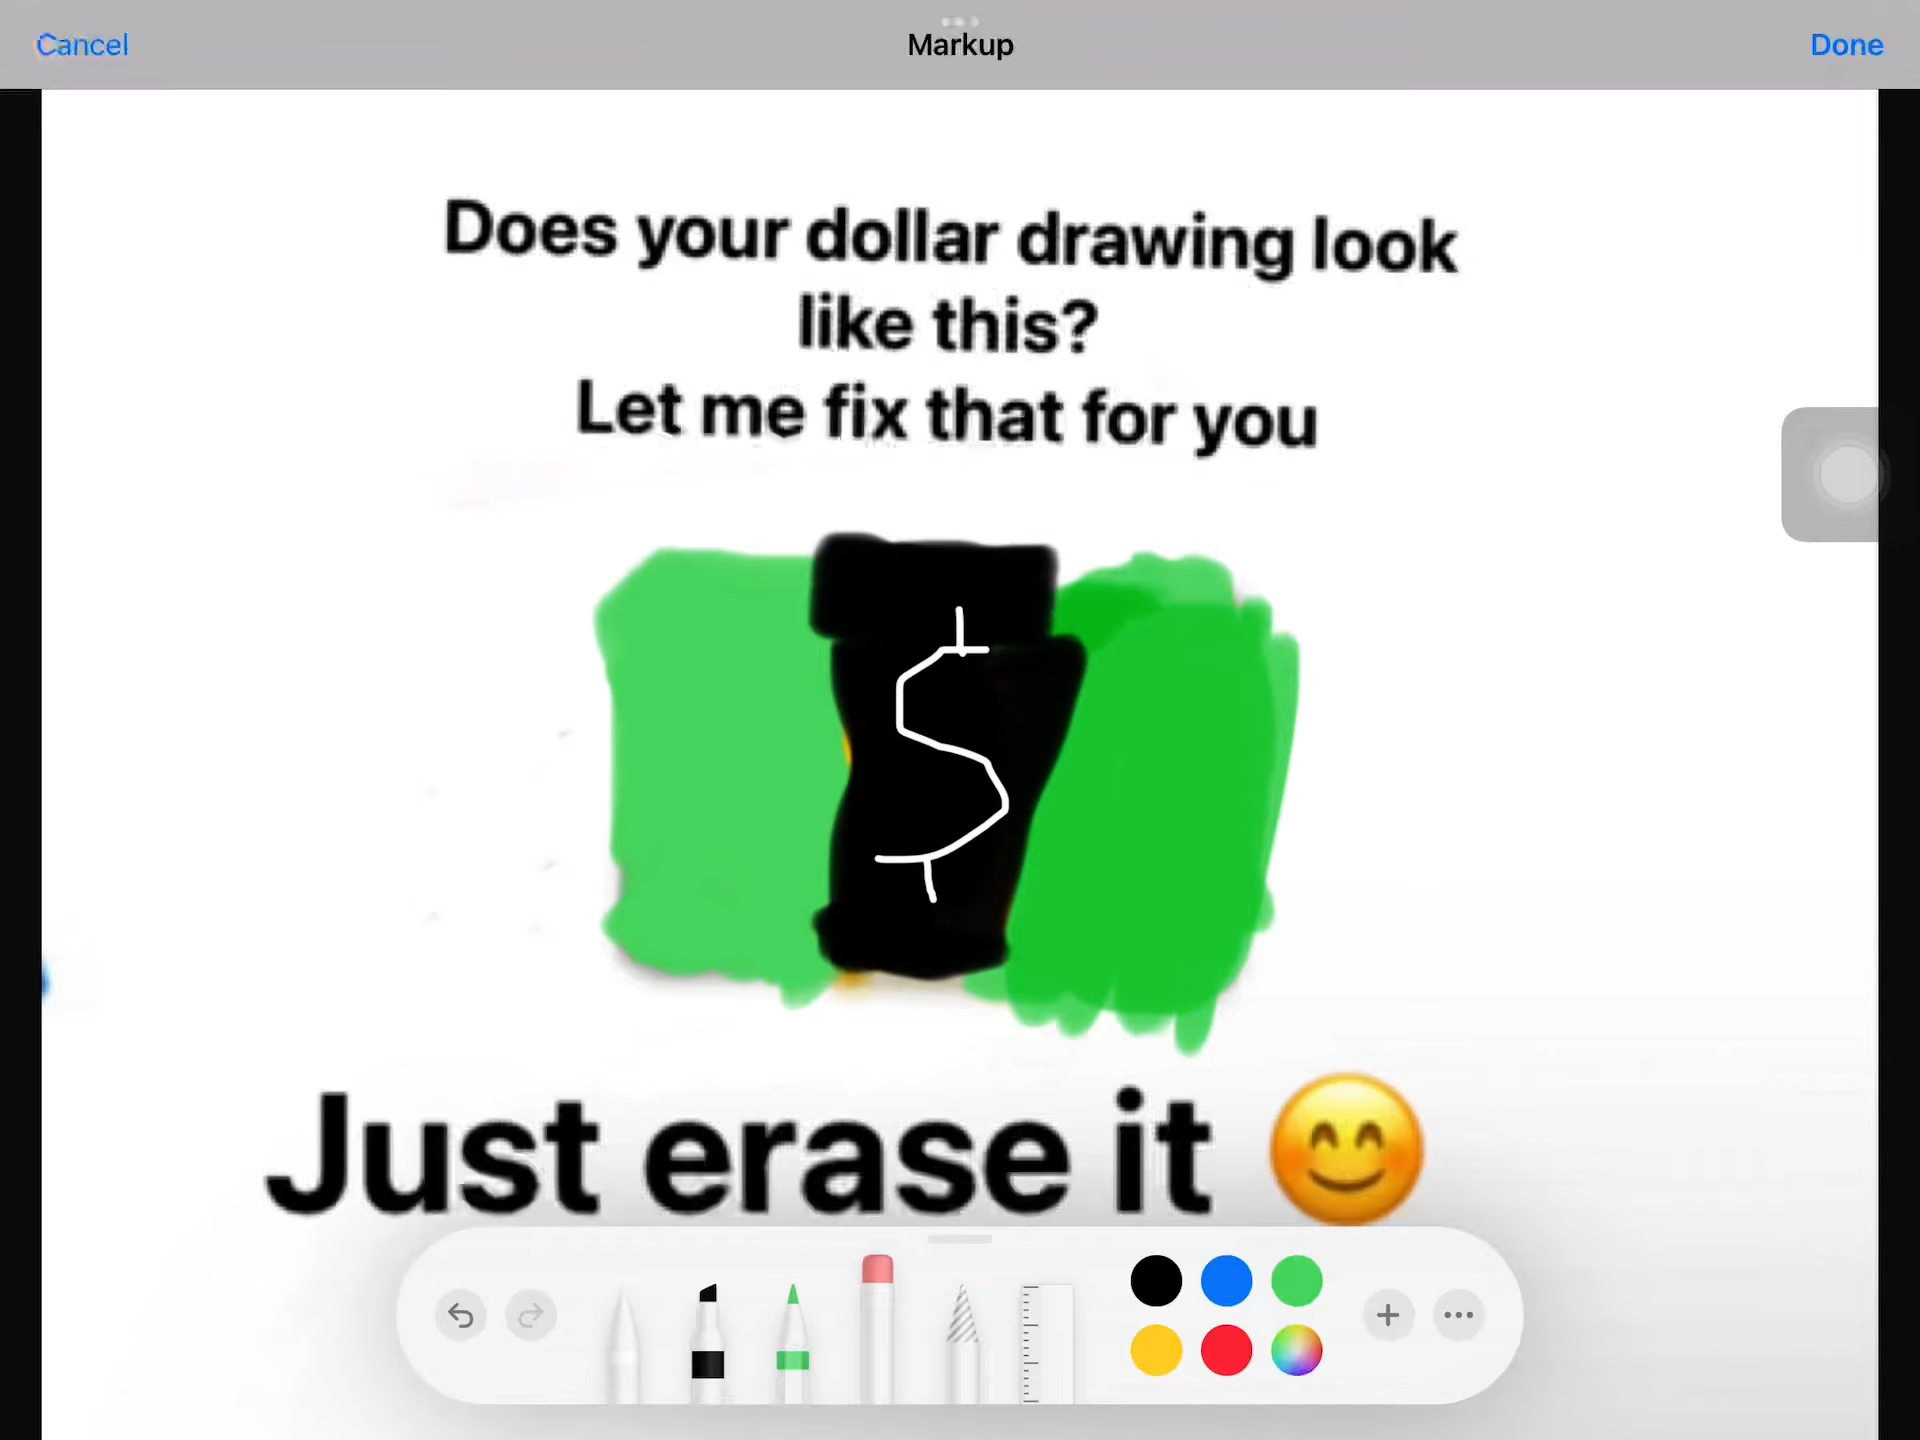 Cancel
Markup
Done
Does your dollar drawing look
like this?
Let me fix that for you
$
Just erase it 😊